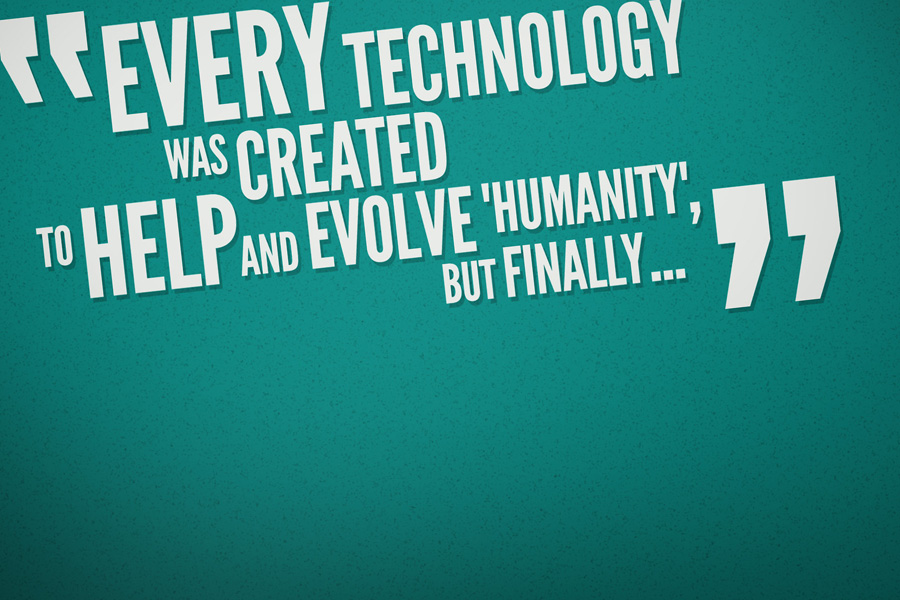 “EVERY TECHNOLOGY
WAS CREATED
TO HELP AND EVOLVE 'HUMANITY',
BUT FINALLY...”